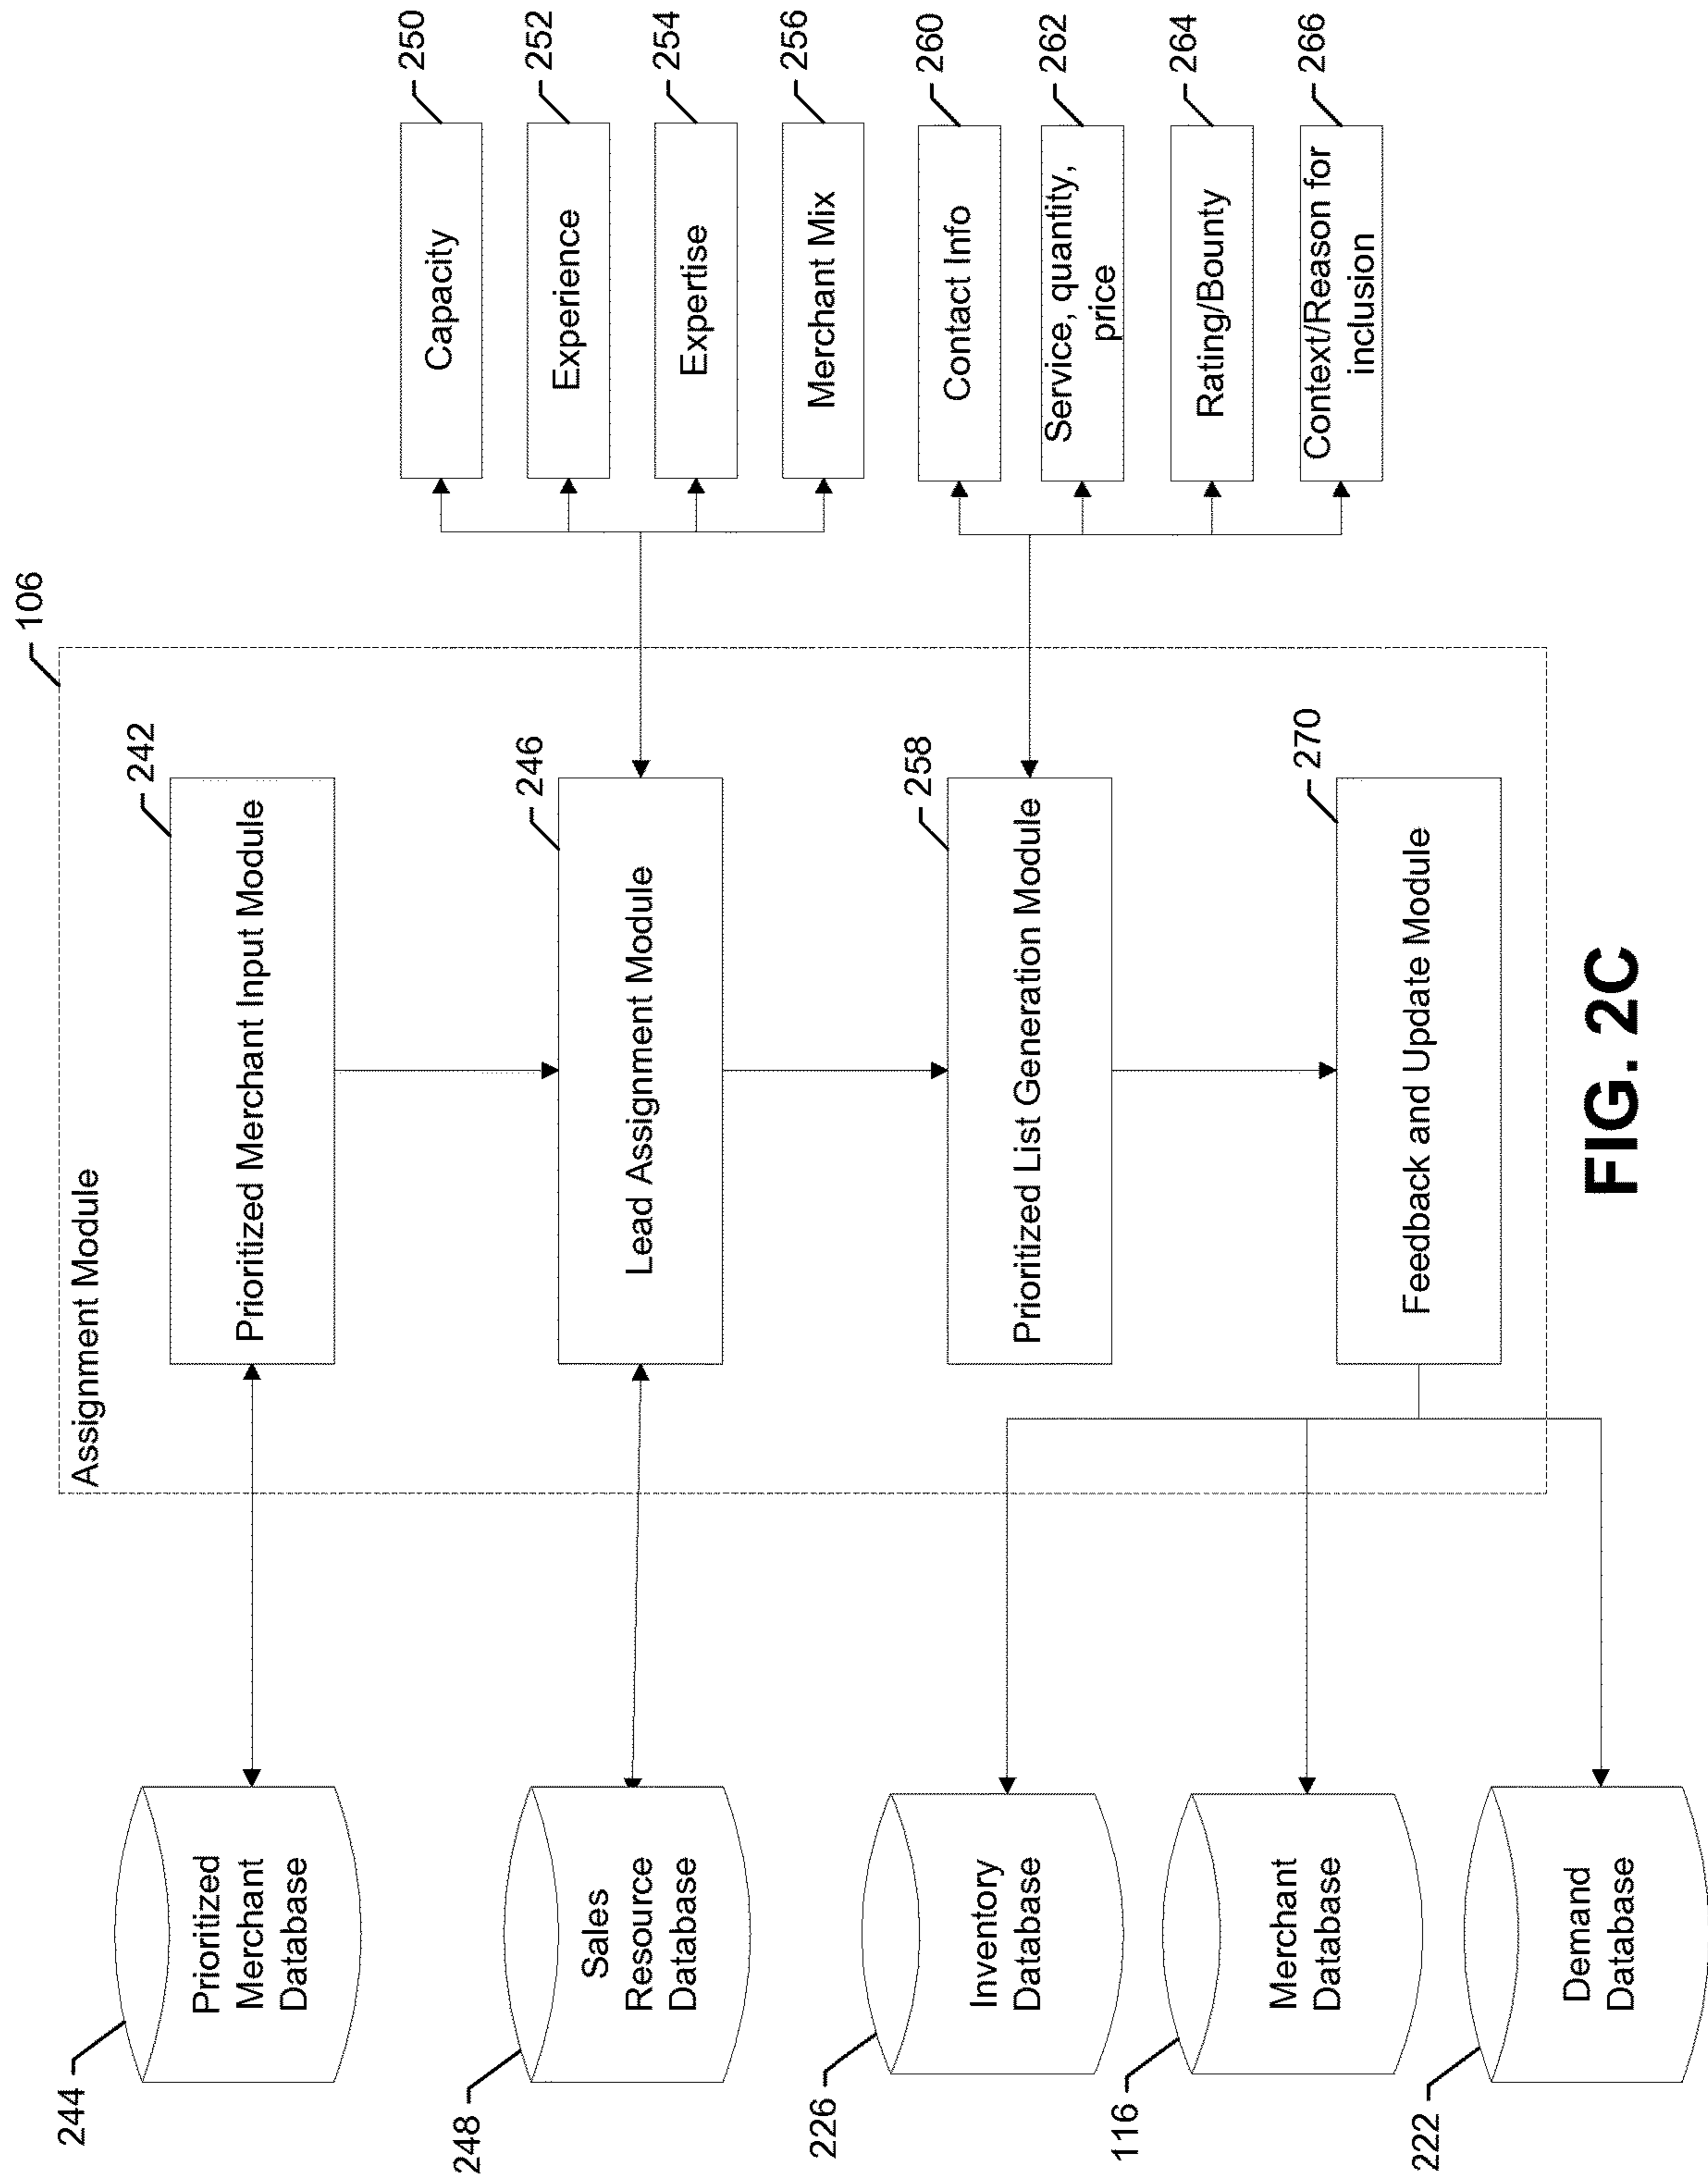 106
Assignment Module
244
Prioritized
Merchant
Database
242
Prioritized Merchant Input Module
248
Sales
Resource
Database
246
Lead Assignment Module
250
Capacity
252
Experience
254
Expertise
256
Merchant Mix
226
Inventory
Database
258
Prioritized List Generation Module
260
Contact Info
262
Service, quantity,
price
264
Rating/Bounty
266
Context/Reason for
inclusion
116
Merchant
Database
222
Demand
Database
270
Feedback and Update Module
FIG. 2C